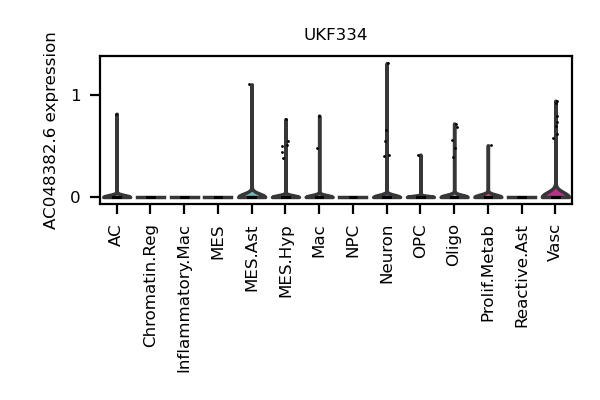 UKF334
AC048382.6 expression
1
0
AC
Chromatin.Reg
Inflammatory.Mac
MES
MES.Ast
MES.Hyp
Mac
NPC
Neuron
OPC
Oligo
Prolif.Metab
Reactive.Ast
Vasc